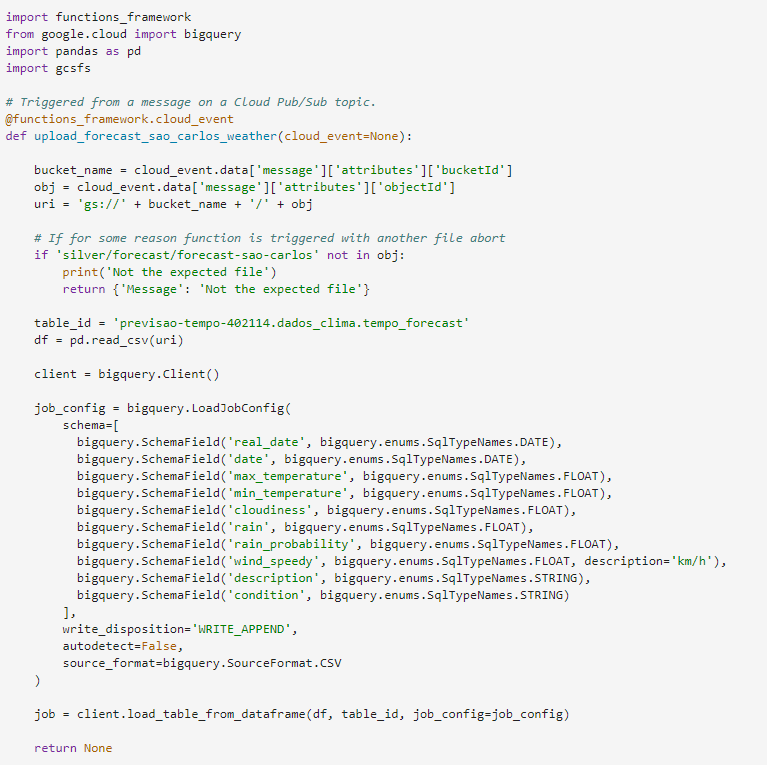 import functions_framework
from google.cloud import bigquery
import pandas as pd
import gcsfs

# Triggered from a message on a Cloud Pub/Sub topic.
@functions_framework.cloud_event
def upload_forecast_sao_carlos_weather(cloud_event=None):

    bucket_name = cloud_event.data['message']['attributes']['bucketId']
    obj = cloud_event.data['message']['attributes']['objectId']
    uri = 'gs://' + bucket_name + '/' + obj

    # If for some reason function is triggered with another file abort
    if 'silver/forecast/forecast-sao-carlos' not in obj:
        print('Not the expected file')
        return {'Message': 'Not the expected file'}

    table_id = 'previsao-tempo-402114.dados_clima.tempo_forecast'
    df = pd.read_csv(uri)

    client = bigquery.Client()

    job_config = bigquery.LoadJobConfig(
        schema=[
          bigquery.SchemaField('real_date', bigquery.enums.SqlTypeNames.DATE),
          bigquery.SchemaField('date', bigquery.enums.SqlTypeNames.DATE),
          bigquery.SchemaField('max_temperature', bigquery.enums.SqlTypeNames.FLOAT),
          bigquery.SchemaField('min_temperature', bigquery.enums.SqlTypeNames.FLOAT),
          bigquery.SchemaField('cloudiness', bigquery.enums.SqlTypeNames.FLOAT),
          bigquery.SchemaField('rain', bigquery.enums.SqlTypeNames.FLOAT),
          bigquery.SchemaField('rain_probability', bigquery.enums.SqlTypeNames.FLOAT),
          bigquery.SchemaField('wind_speedy', bigquery.enums.SqlTypeNames.FLOAT, description='km/h'),
          bigquery.SchemaField('description', bigquery.enums.SqlTypeNames.STRING),
          bigquery.SchemaField('condition', bigquery.enums.SqlTypeNames.STRING)
        ],
        write_disposition='WRITE_APPEND',
        autodetect=False,
        source_format=bigquery.SourceFormat.CSV
    )

    job = client.load_table_from_dataframe(df, table_id, job_config=job_config)

    return None